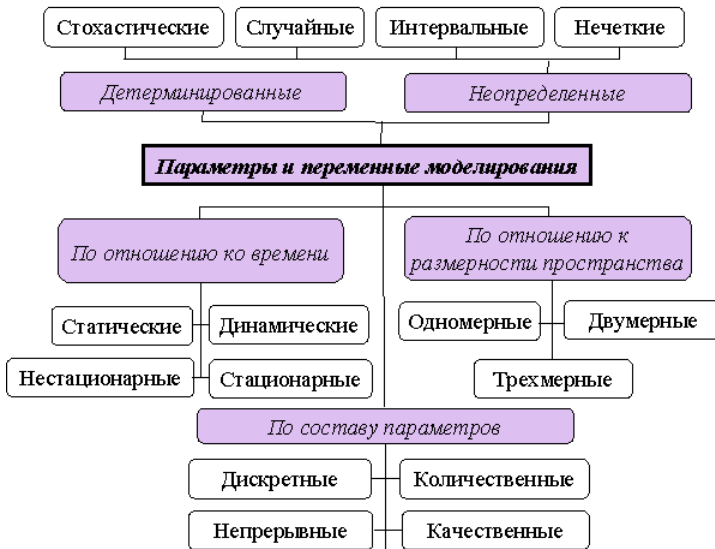 Стохастические
Случайные
Интервальные
Нечеткие
Детерминированные
Неопределенные
Параметры и переменные моделирования
По отношению ко времени
По отношению к
размерности пространства
Статические
Динамические
Одномерные
Двумерные
Нестационарные
Стационарные
Трехмерные
По составу параметров
Дискретные
Количественные
Непрерывные
Качественные